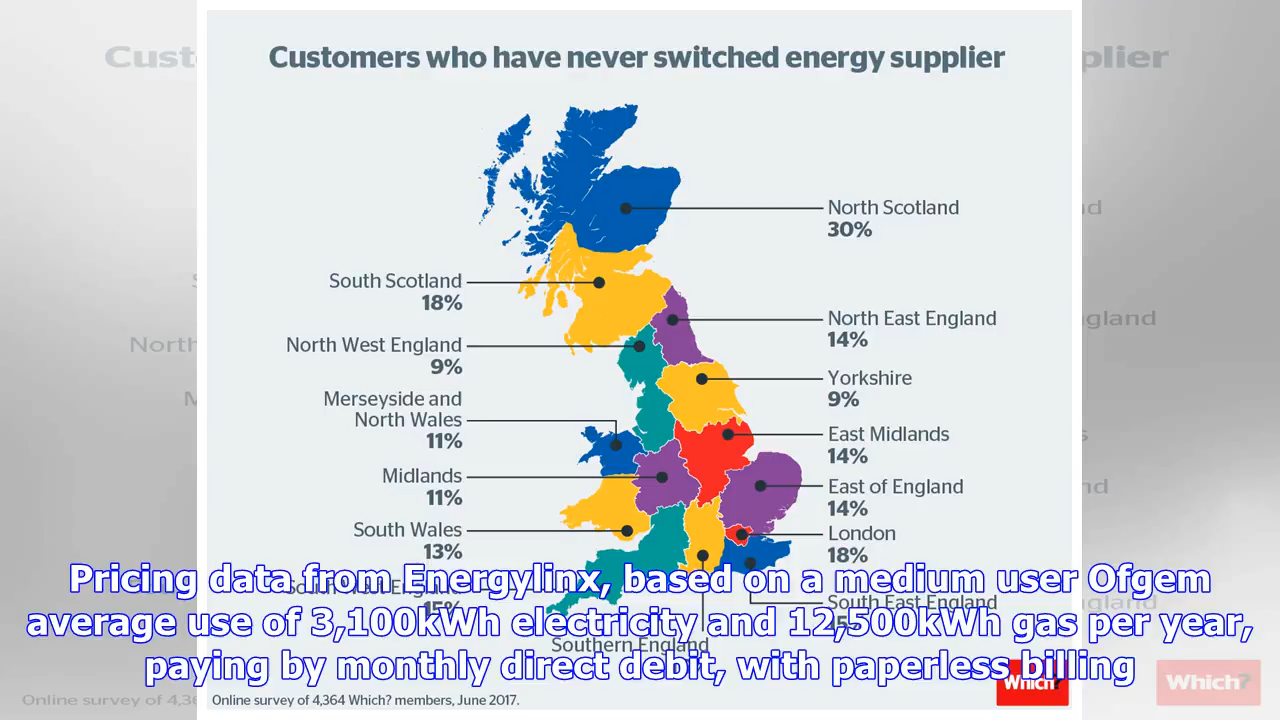 Customers who have never switched energy supplier
North Scotland
30%
South Scotland
18%
North East England
14%
North West England
9%
Yorkshire
9%
Merseyside and
North Wales
11%
East Midlands
14%
Midlands
11%
East of England
14%
South Wales
13%
London
18%
South West England
15%
South East England
Southern England
Pricing data from Energylinx, based on a medium user Ofgem
average use of 3,100kWh electricity and 12,500kWh gas per year,
paying by monthly direct debit, with paperless billing
Online survey of 4,364 Which? members, June 2017.
Which?